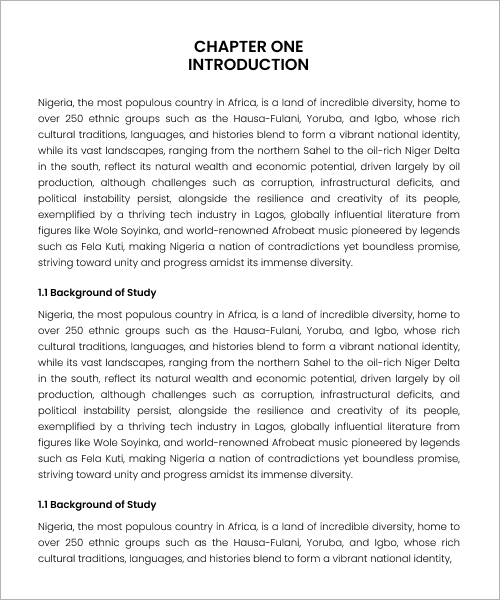 CHAPTER ONE
INTRODUCTION
Nigeria, the most populous country in Africa, is a land of incredible diversity, home to
over 250 ethnic groups such as the Hausa-Fulani, Yoruba, and Igbo, whose rich
cultural traditions, languages, and histories blend to form a vibrant national identity,
while its vast landscapes, ranging from the northern Sahel to the oil-rich Niger Delta
in the south, reflect its natural wealth and economic potential, driven largely by oil
production, although challenges such as corruption, infrastructural deficits, and
political instability persist, alongside the resilience and creativity of its people,
exemplified by a thriving tech industry in Lagos, globally influential literature from
figures like Wole Soyinka, and world-renowned Afrobeat music pioneered by legends
such as Fela Kuti, making Nigeria a nation of contradictions yet boundless promise,
striving toward unity and progress amidst its immense diversity.
1.1 Background of Study
Nigeria, the most populous country in Africa, is a land of incredible diversity, home to
over 250 ethnic groups such as the Hausa-Fulani, Yoruba, and Igbo, whose rich
cultural traditions, languages, and histories blend to form a vibrant national identity,
while its vast landscapes, ranging from the northern Sahel to the oil-rich Niger Delta
in the south, reflect its natural wealth and economic potential, driven largely by oil
production, although challenges such as corruption, infrastructural deficits, and
political instability persist, alongside the resilience and creativity of its people,
exemplified by a thriving tech industry in Lagos, globally influential literature from
figures like Wole Soyinka, and world-renowned Afrobeat music pioneered by legends
such as Fela Kuti, making Nigeria a nation of contradictions yet boundless promise,
striving toward unity and progress amidst its immense diversity.
1.1 Background of Study
Nigeria, the most populous country in Africa, is a land of incredible diversity, home to
over 250 ethnic groups such as the Hausa-Fulani, Yoruba, and Igbo, whose rich
cultural traditions, languages, and histories blend to form a vibrant national identity,